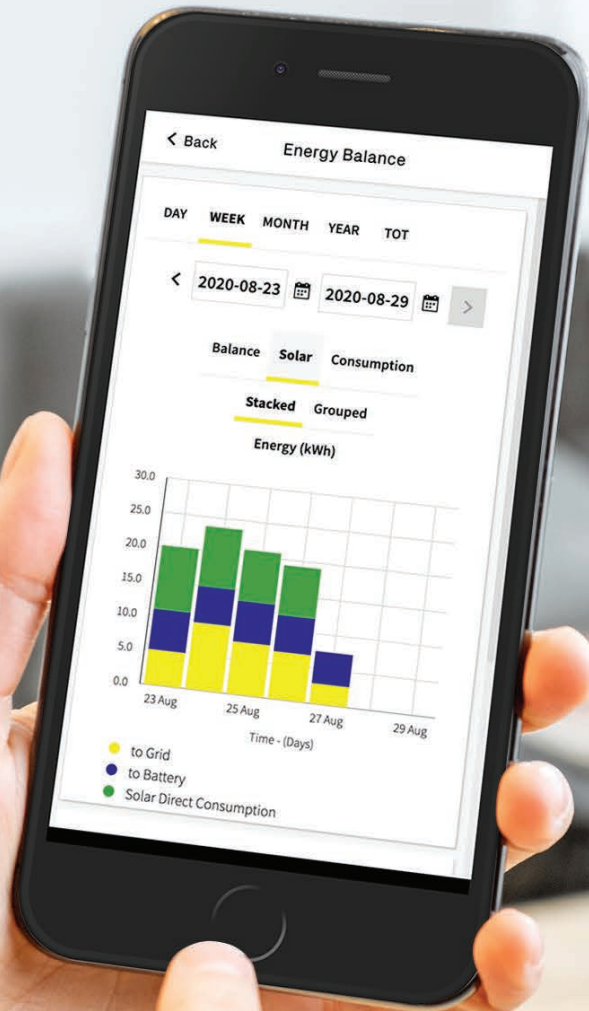 Back Energy Balance
DAY WEEK MONTH YEAR TOT
2020-08-23 2020-08-29
Balance Solar Consumption
Stacked Grouped
Energy (kWh)
30.0
25.0
20.0
15.0
10.0
5.0
0.0
23 Aug 25 Aug 27 Aug 29 Aug
Time - (Days)
to Grid
to Battery
Solar Direct Consumption